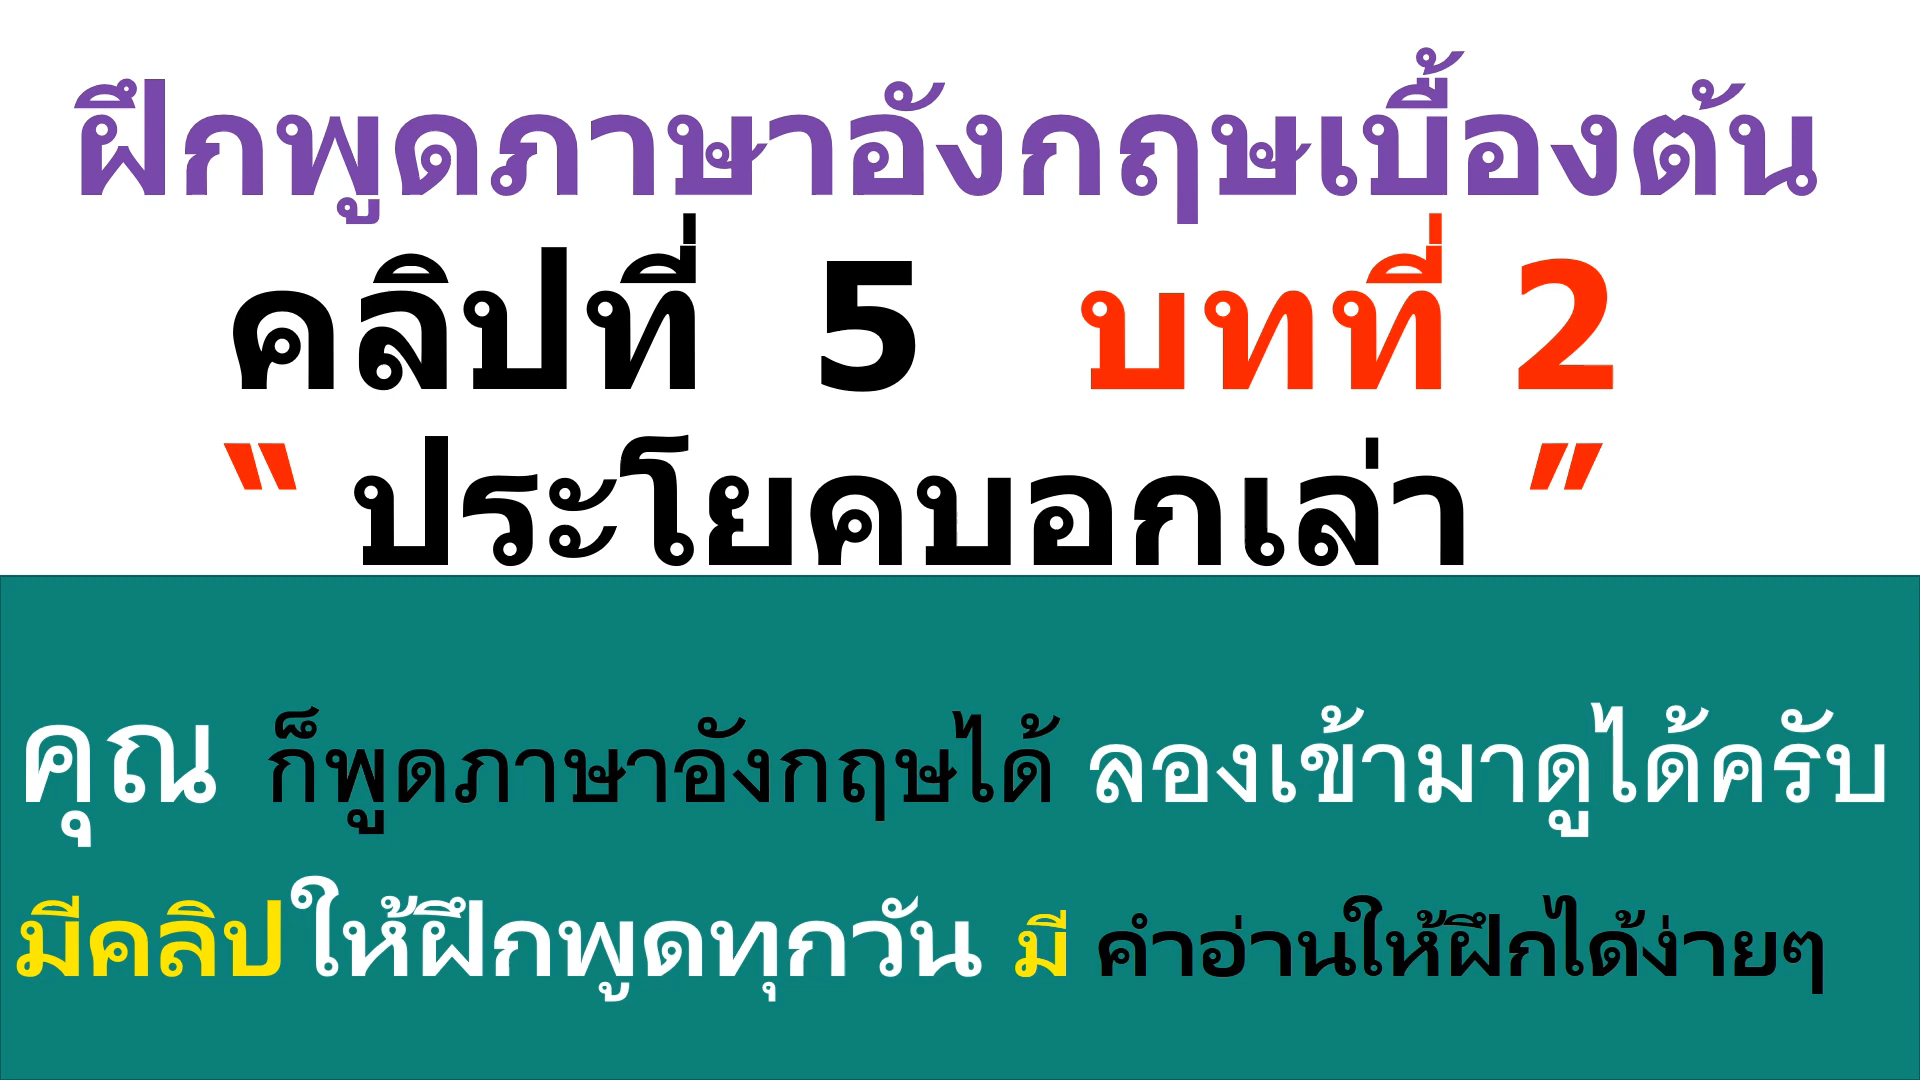 ฝึกพูดภาษาอังกฤษเบื้องต้น
คลิปที่ 5 บทที่ 2
“ ประโยคบอกเล่า ”
คุณ ก็พูดภาษาอังกฤษได้ ลองเข้ามาดูได้ครับ
มีคลิปให้ฝึกพูดทุกวัน มี คำอ่านให้ฝึกได้ง่ายๆ